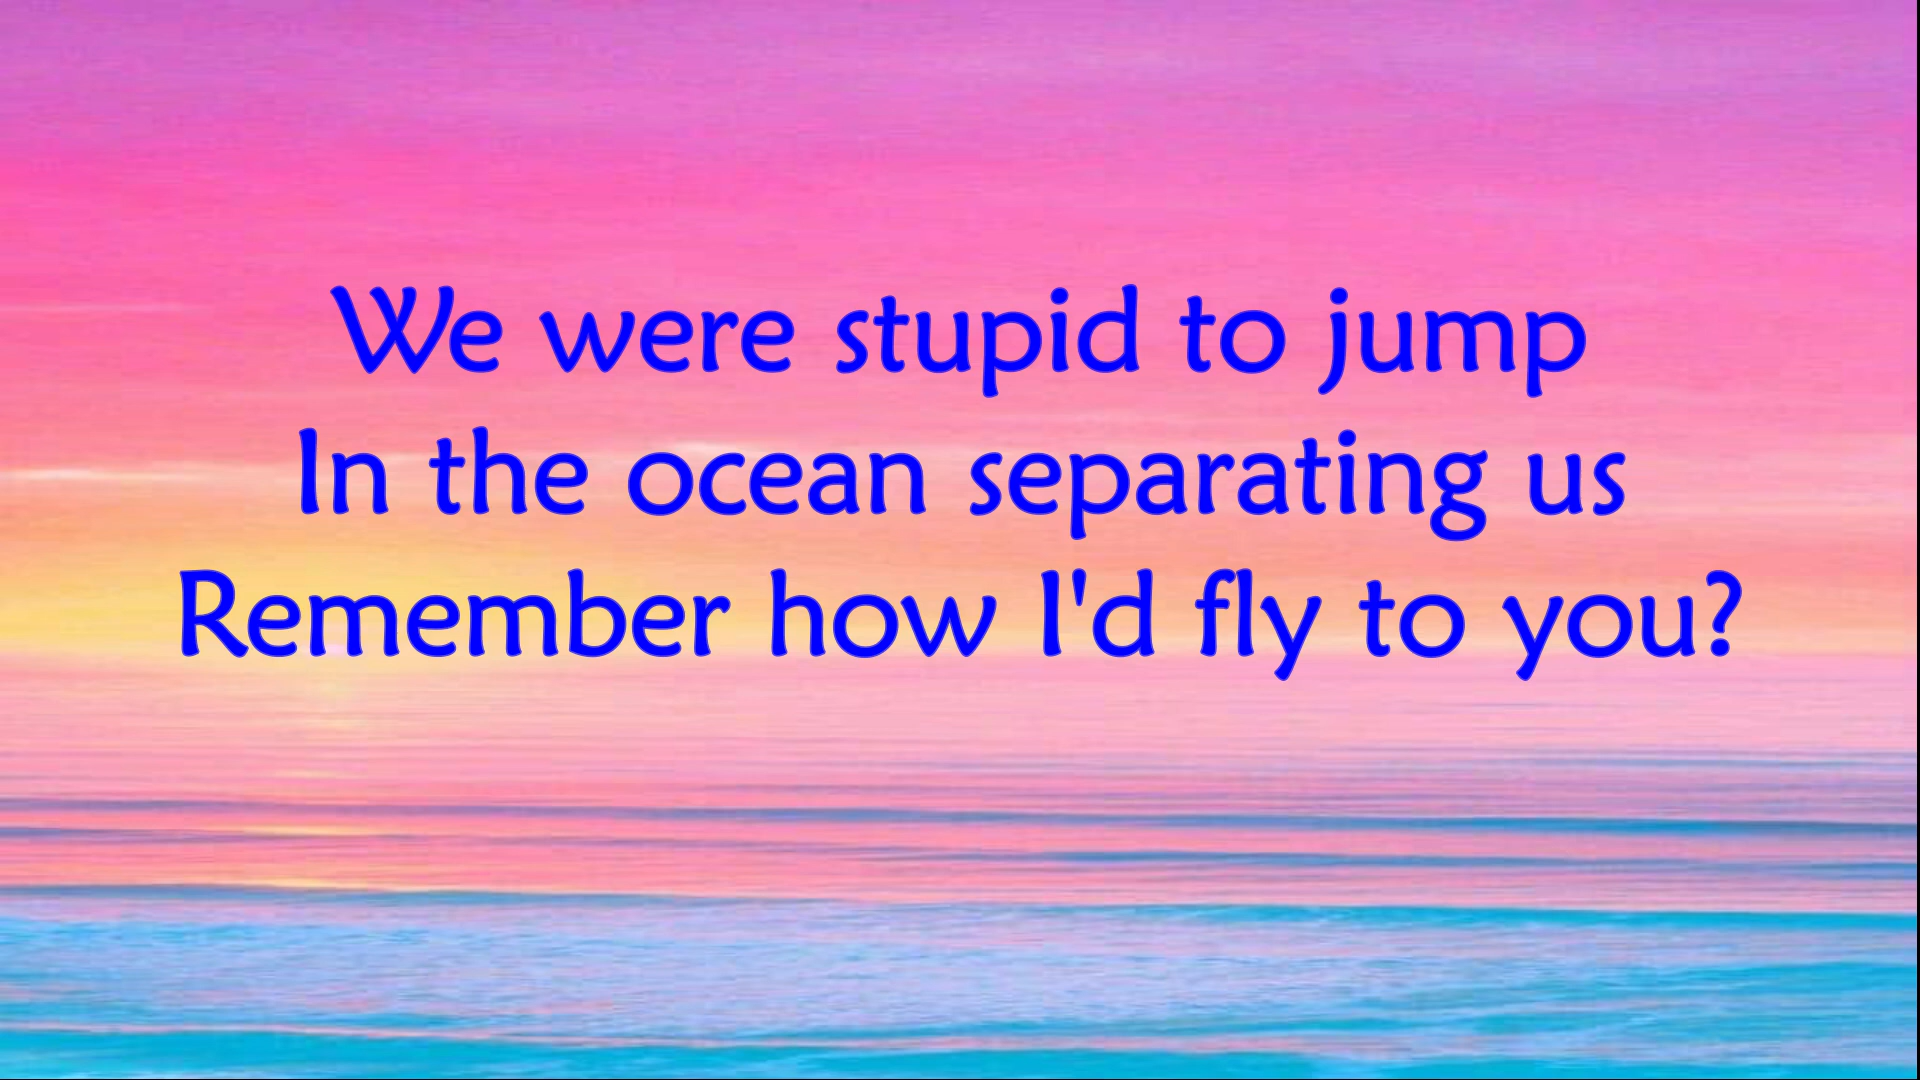 We were stupid to jump
In the ocean separating us
Remember how I'd fly to you?